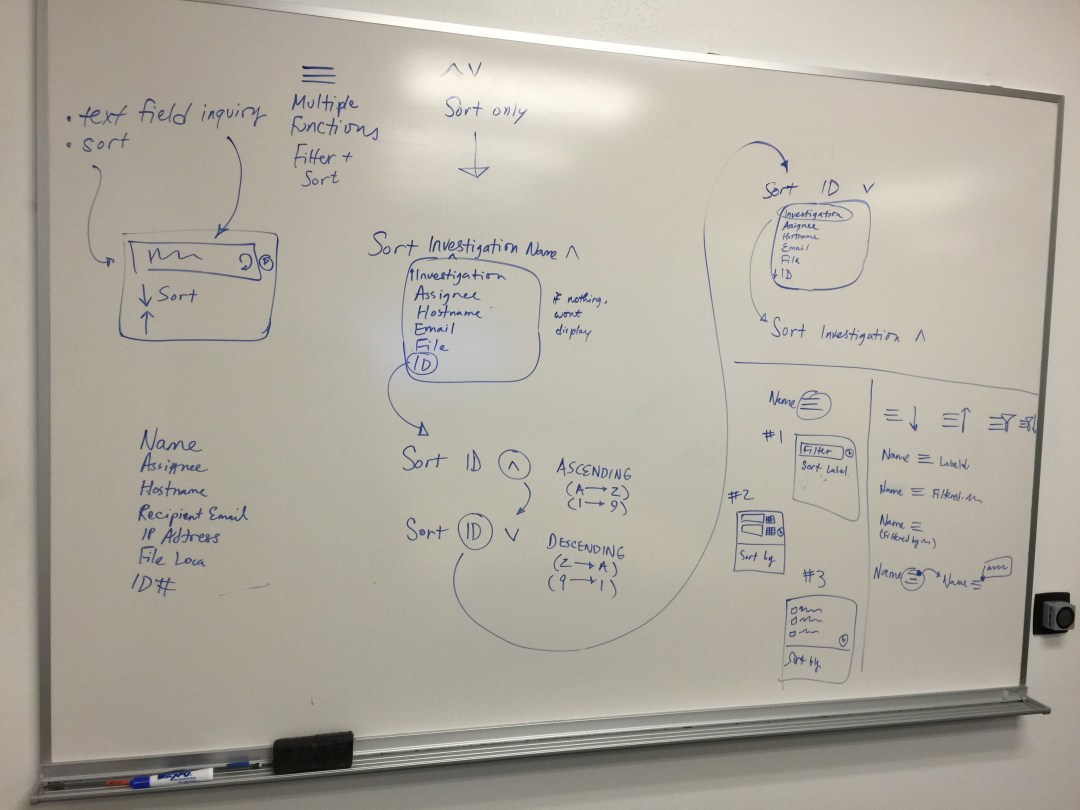 • text field inquiry
• sort
Sort
Multiple
Functions
Filter +
Sort
Sort only
Sort Investigation Name ^
Investigation
Assignee
Hostname
Email
File
ID
* if nothing,
wont
display
Sort ID ^
ASCENDING
(A → Z)
(1 → 9)
Sort ID v
DESCENDING
(Z → A)
(9 → 1)
Name
Assignee
Hostname
Recipient Email
IP Address
File Loca
ID#
Sort ID v
Investigation
Assignee
Hostname
Email
File
ID
Sort Investigation ^
Name
#1
Filter
Sort Label
#2
Sort by
#3
Sort by
Name Labeled
Name Filtered
Name
(Filtered by)
Name Name
EXPO